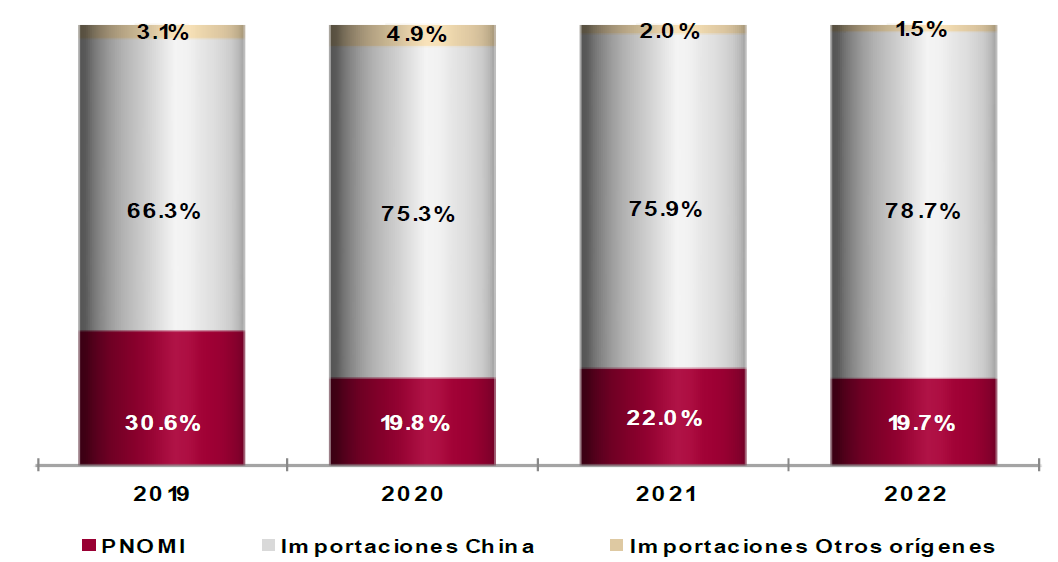 3.1% 4.9% 2.0% 1.5%
66.3% 75.3% 75.9% 78.7%
30.6% 19.8% 22.0% 19.7%
2019 2020 2021 2022
PNOMI Importaciones China Importaciones Otros orígenes